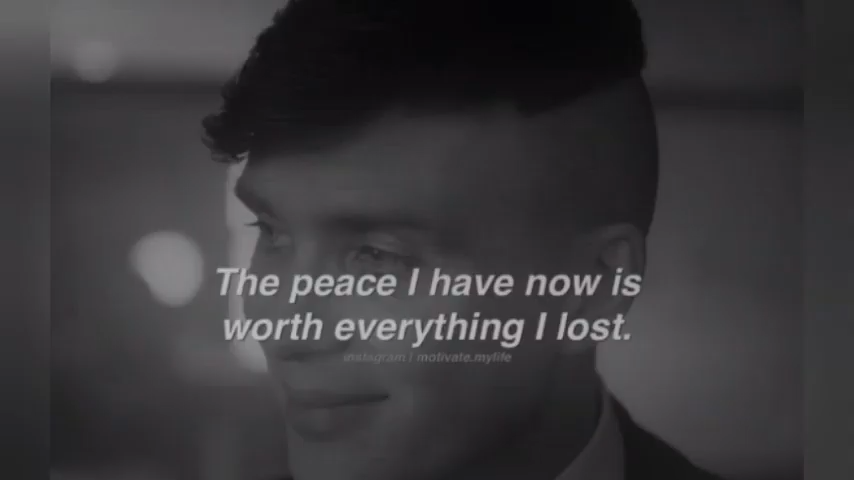 The peace I have now is
worth everything I lost.
instagram | motivate.mylife